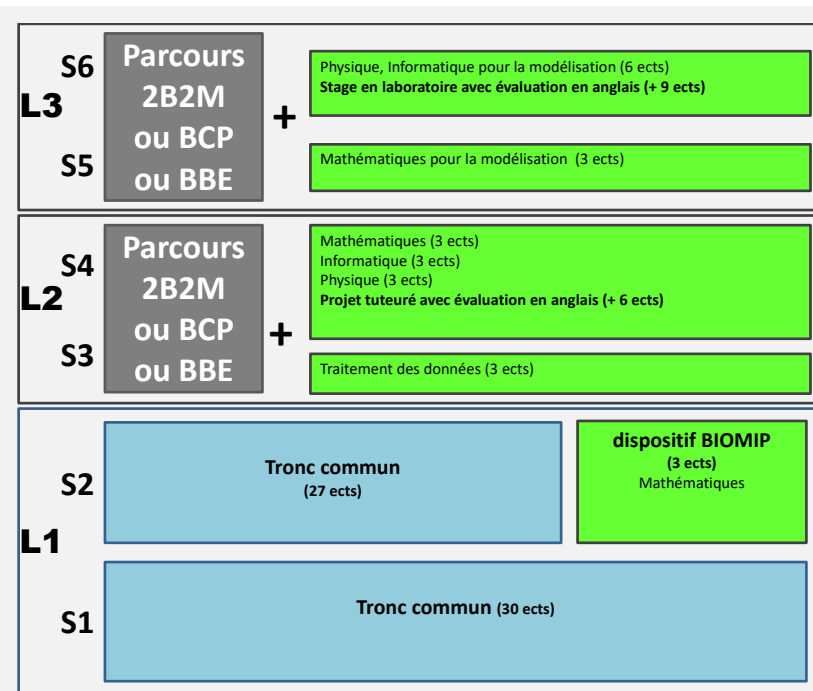 S6
L3
S5
Parcours
2B2M
ou BCP
ou BBE
+
Physique, Informatique pour la modélisation (6 ects)
Stage en laboratoire avec évaluation en anglais (+ 9 ects)
Mathématiques pour la modélisation (3 ects)
S4
L2
S3
Parcours
2B2M
ou BCP
ou BBE
+
Mathématiques (3 ects)
Informatique (3 ects)
Physique (3 ects)
Projet tuteuré avec évaluation en anglais (+ 6 ects)
Traitement des données (3 ects)
S2
L1
S1
Tronc commun
(27 ects)
dispositif BIOMIP
(3 ects)
Mathématiques
Tronc commun (30 ects)